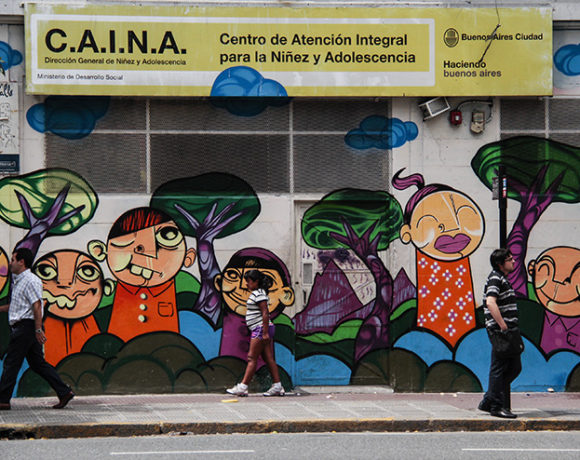 C.A.I.N.A.
Dirección General de Niñez y Adolescencia
Ministerio de Desarrollo Social
Centro de Atención Integral
para la Niñez y Adolescencia
Buenos Aires Ciudad
Haciendo
buenos aires